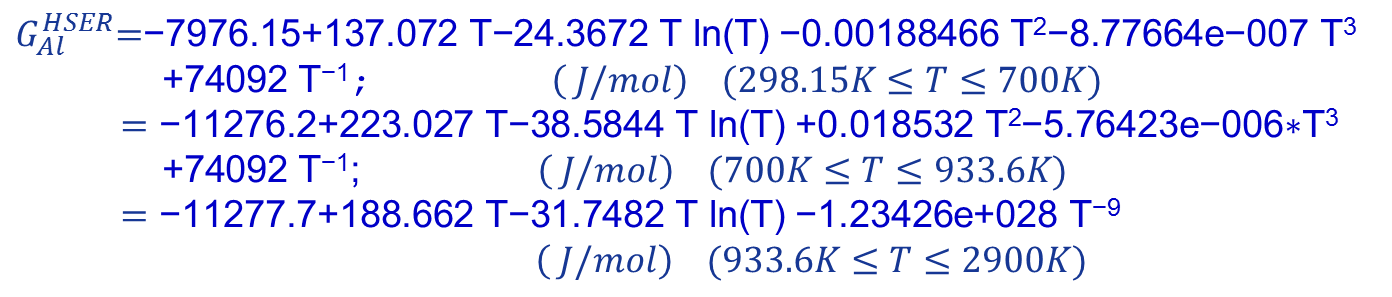 G_{Al}^{HSER}=−7976.15+137.072 T−24.3672 T ln(T) −0.00188466 T²−8.77664e−007 T³
+74092 T⁻¹; (J/mol) (298.15K ≤ T ≤ 700K)
= −11276.2+223.027 T−38.5844 T ln(T) +0.018532 T²−5.76423e−006∗T³
+74092 T⁻¹; (J/mol) (700K ≤ T ≤ 933.6K)
= −11277.7+188.662 T−31.7482 T ln(T) −1.23426e+028 T⁻⁹
(J/mol) (933.6K ≤ T ≤ 2900K)